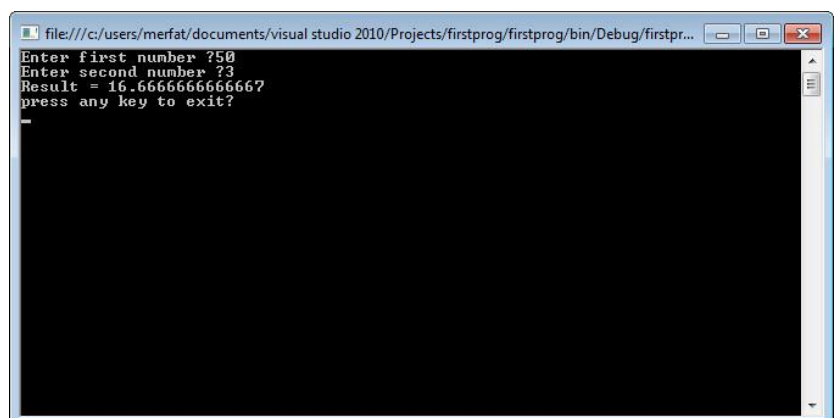 file:///c:/users/merfat/documents/visual studio 2010/Projects/firstprog/firstprog/bin/Debug/firstpr...
Enter first number ?50
Enter second number ?3
Result = 16.6666666666667
press any key to exit?